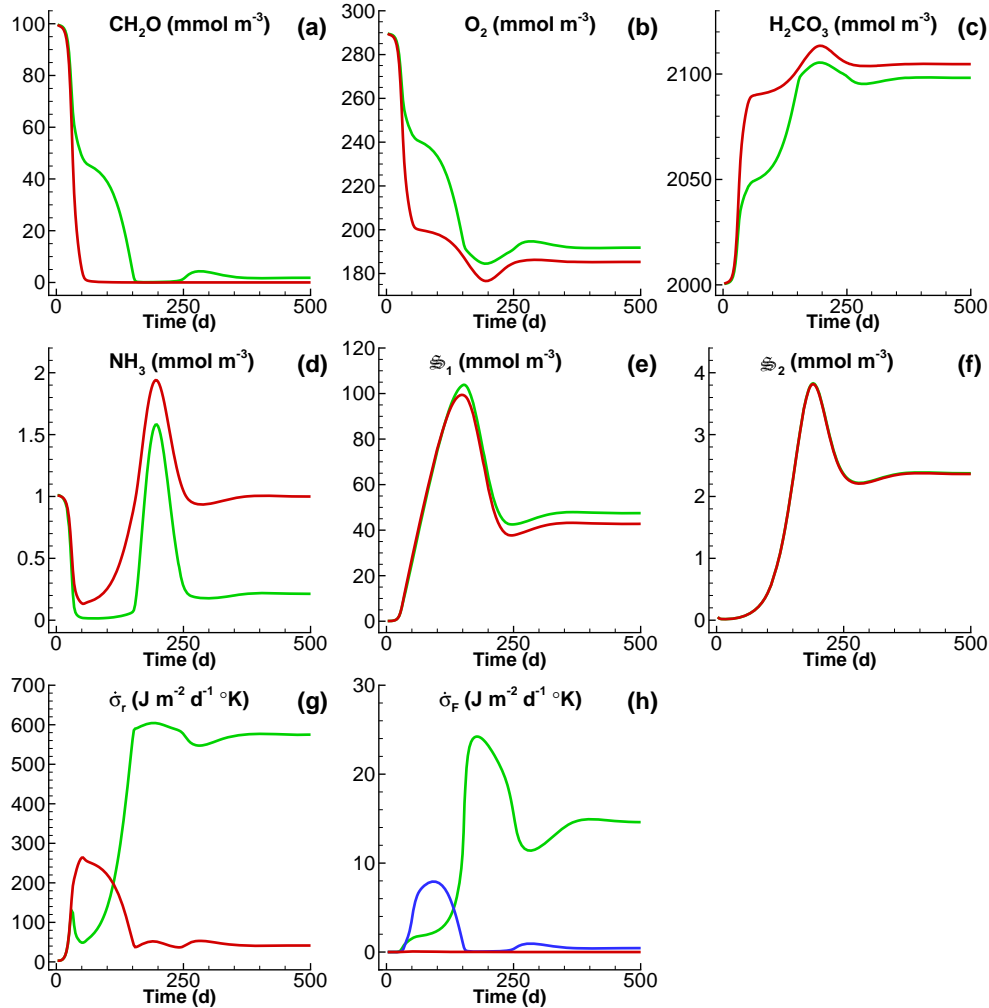 CH₂O (mmol m⁻³) (a)
100
80
60
40
20
0
0 250 500
Time (d)
O₂ (mmol m⁻³) (b)
300
280
260
240
220
200
180
0 250 500
Time (d)
H₂CO₃ (mmol m⁻³) (c)
2100
2050
2000
0 250 500
Time (d)
NH₃ (mmol m⁻³) (d)
2
1.5
1
0.5
0
0 250 500
Time (d)
𝕾₁ (mmol m⁻³) (e)
120
100
80
60
40
20
0
0 250 500
Time (d)
𝕾₂ (mmol m⁻³) (f)
4
2
0
0 250 500
Time (d)
σ̇ᵣ (J m⁻² d⁻¹ °K) (g)
700
600
500
400
300
200
100
0
0 250 500
Time (d)
σ̇F (J m⁻² d⁻¹ °K) (h)
30
20
10
0
0 250 500
Time (d)